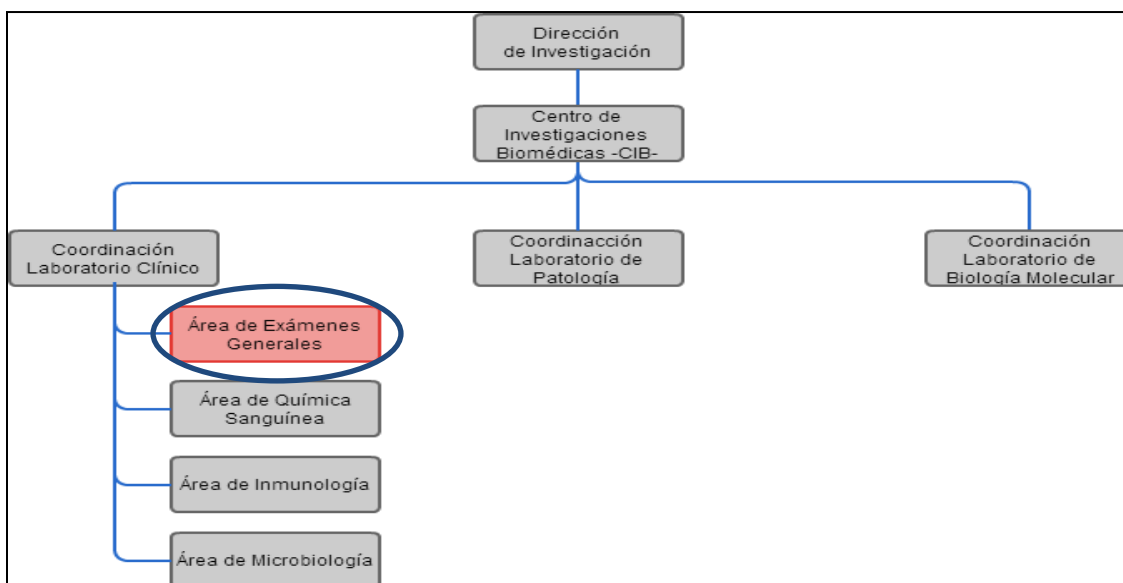 Dirección
de Investigación
Centro de
Investigaciones
Biomédicas -CIB-
Coordinación
Laboratorio Clínico
Coordinacción
Laboratorio de
Patología
Coordinación
Laboratorio de
Biología Molecular
Área de Exámenes
Generales
Área de Química
Sanguínea
Área de Inmunología
Área de Microbiología